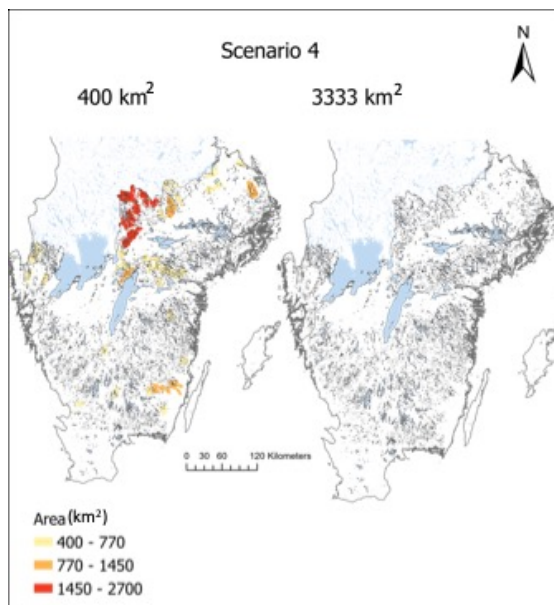 N
Scenario 4
400 km²
3333 km²
0 30 60 120 Kilometers
Area (km²)
400 - 770
770 - 1450
1450 - 2700